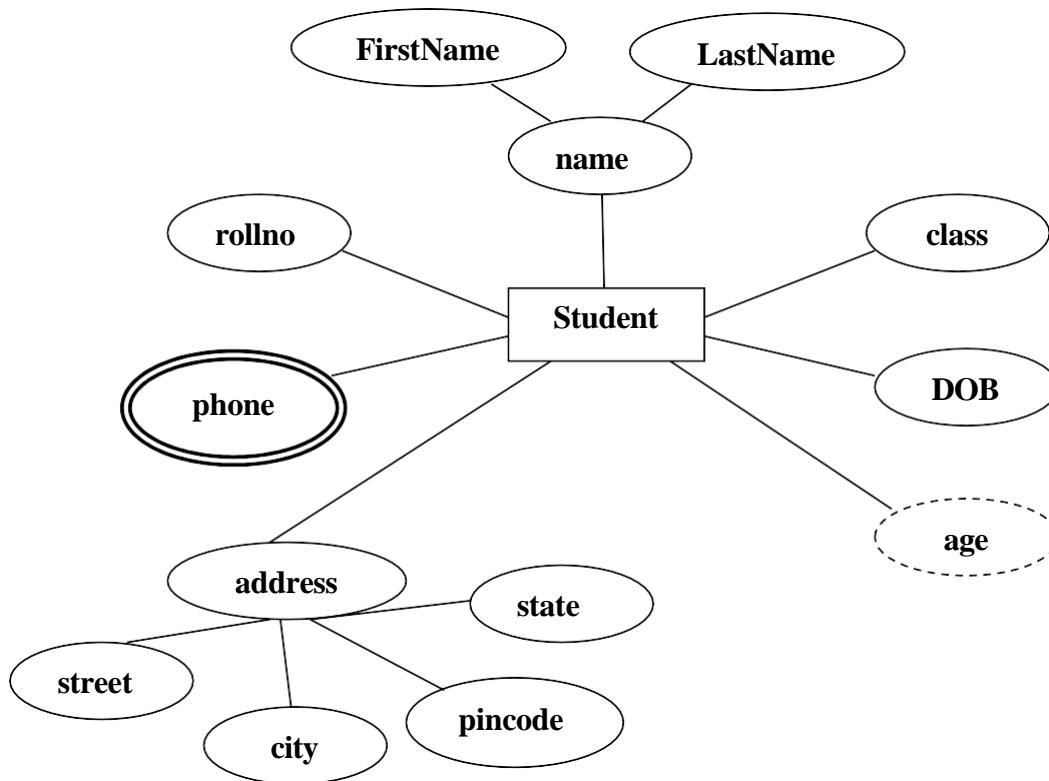 FirstName
LastName
name
rollno
class
Student
phone
DOB
age
address
state
street
pincode
city